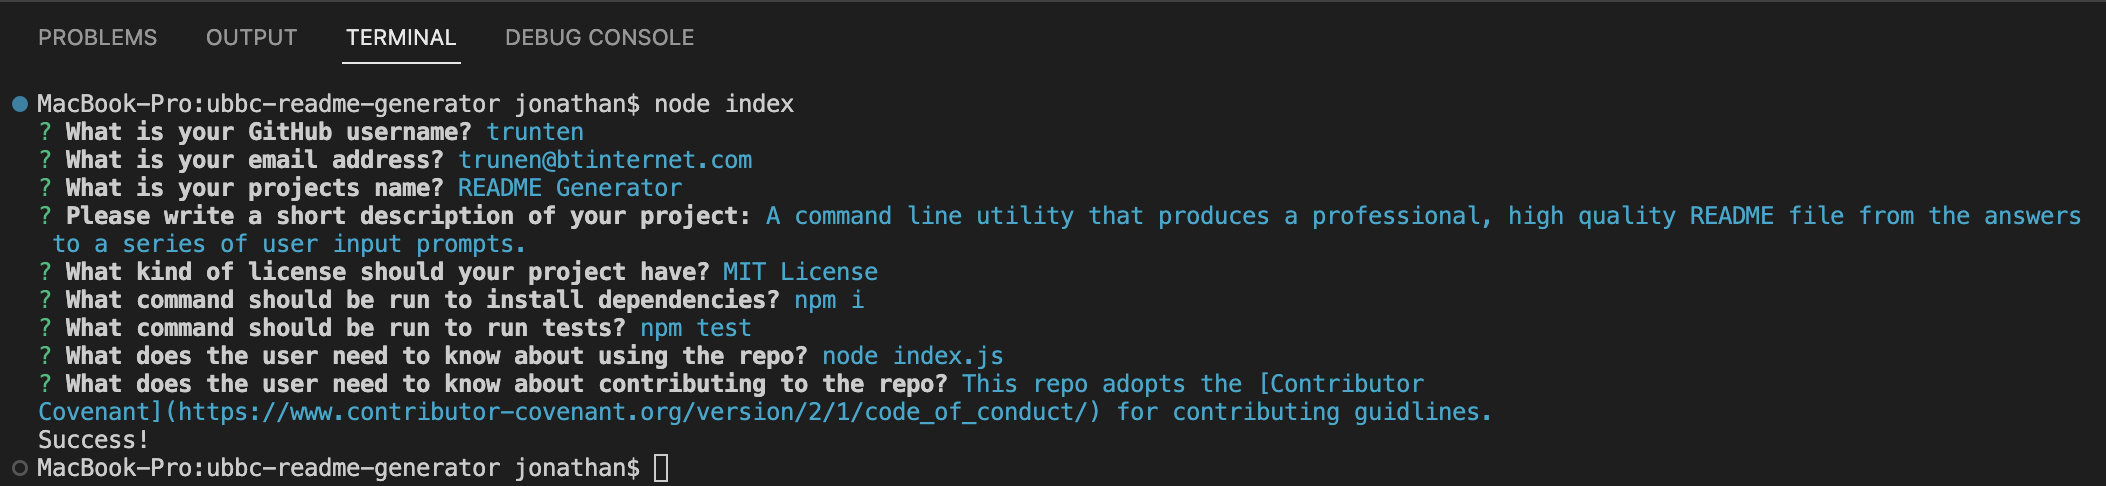 PROBLEMS OUTPUT TERMINAL DEBUG CONSOLE
MacBook-Pro:ubbc-readme-generator jonathan$ node index
? What is your GitHub username? trunten
? What is your email address? trunen@btinternet.com
? What is your projects name? README Generator
? Please write a short description of your project: A command line utility that produces a professional, high quality README file from the answers
to a series of user input prompts.
? What kind of license should your project have? MIT License
? What command should be run to install dependencies? npm i
? What command should be run to run tests? npm test
? What does the user need to know about using the repo? node index.js
? What does the user need to know about contributing to the repo? This repo adopts the [Contributor
Covenant](https://www.contributor-covenant.org/version/2/1/code_of_conduct/) for contributing guidlines.
Success!
MacBook-Pro:ubbc-readme-generator jonathan$